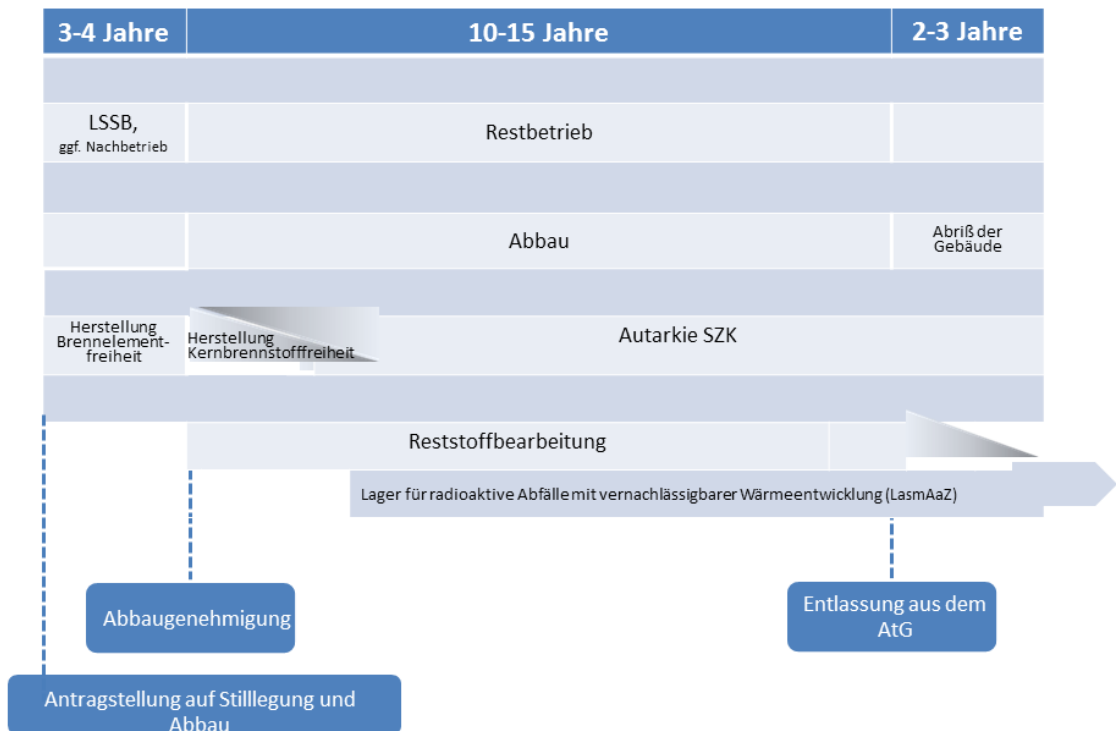 3-4 Jahre
10-15 Jahre
2-3 Jahre
LSSB,
ggf. Nachbetrieb
Restbetrieb
Abbau
Abriß der
Gebäude
Herstellung
Brennelement-
freiheit
Herstellung
Kernbrennstofffreiheit
Autarkie SZK
Reststoffbearbeitung
Lager für radioaktive Abfälle mit vernachlässigbarer Wärmeentwicklung (LasmAaZ)
Abbaugenehmigung
Entlassung aus dem
AtG
Antragstellung auf Stilllegung und
Abbau